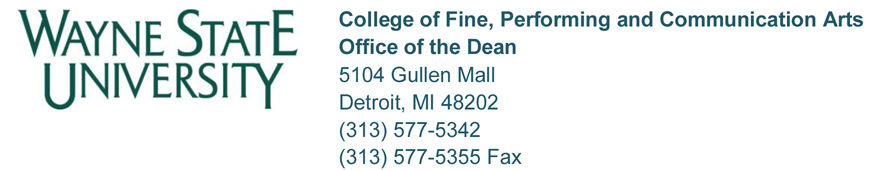 WAYNE STATE
UNIVERSITY
College of Fine, Performing and Communication Arts
Office of the Dean
5104 Gullen Mall
Detroit, MI 48202
(313) 577-5342
(313) 577-5355 Fax